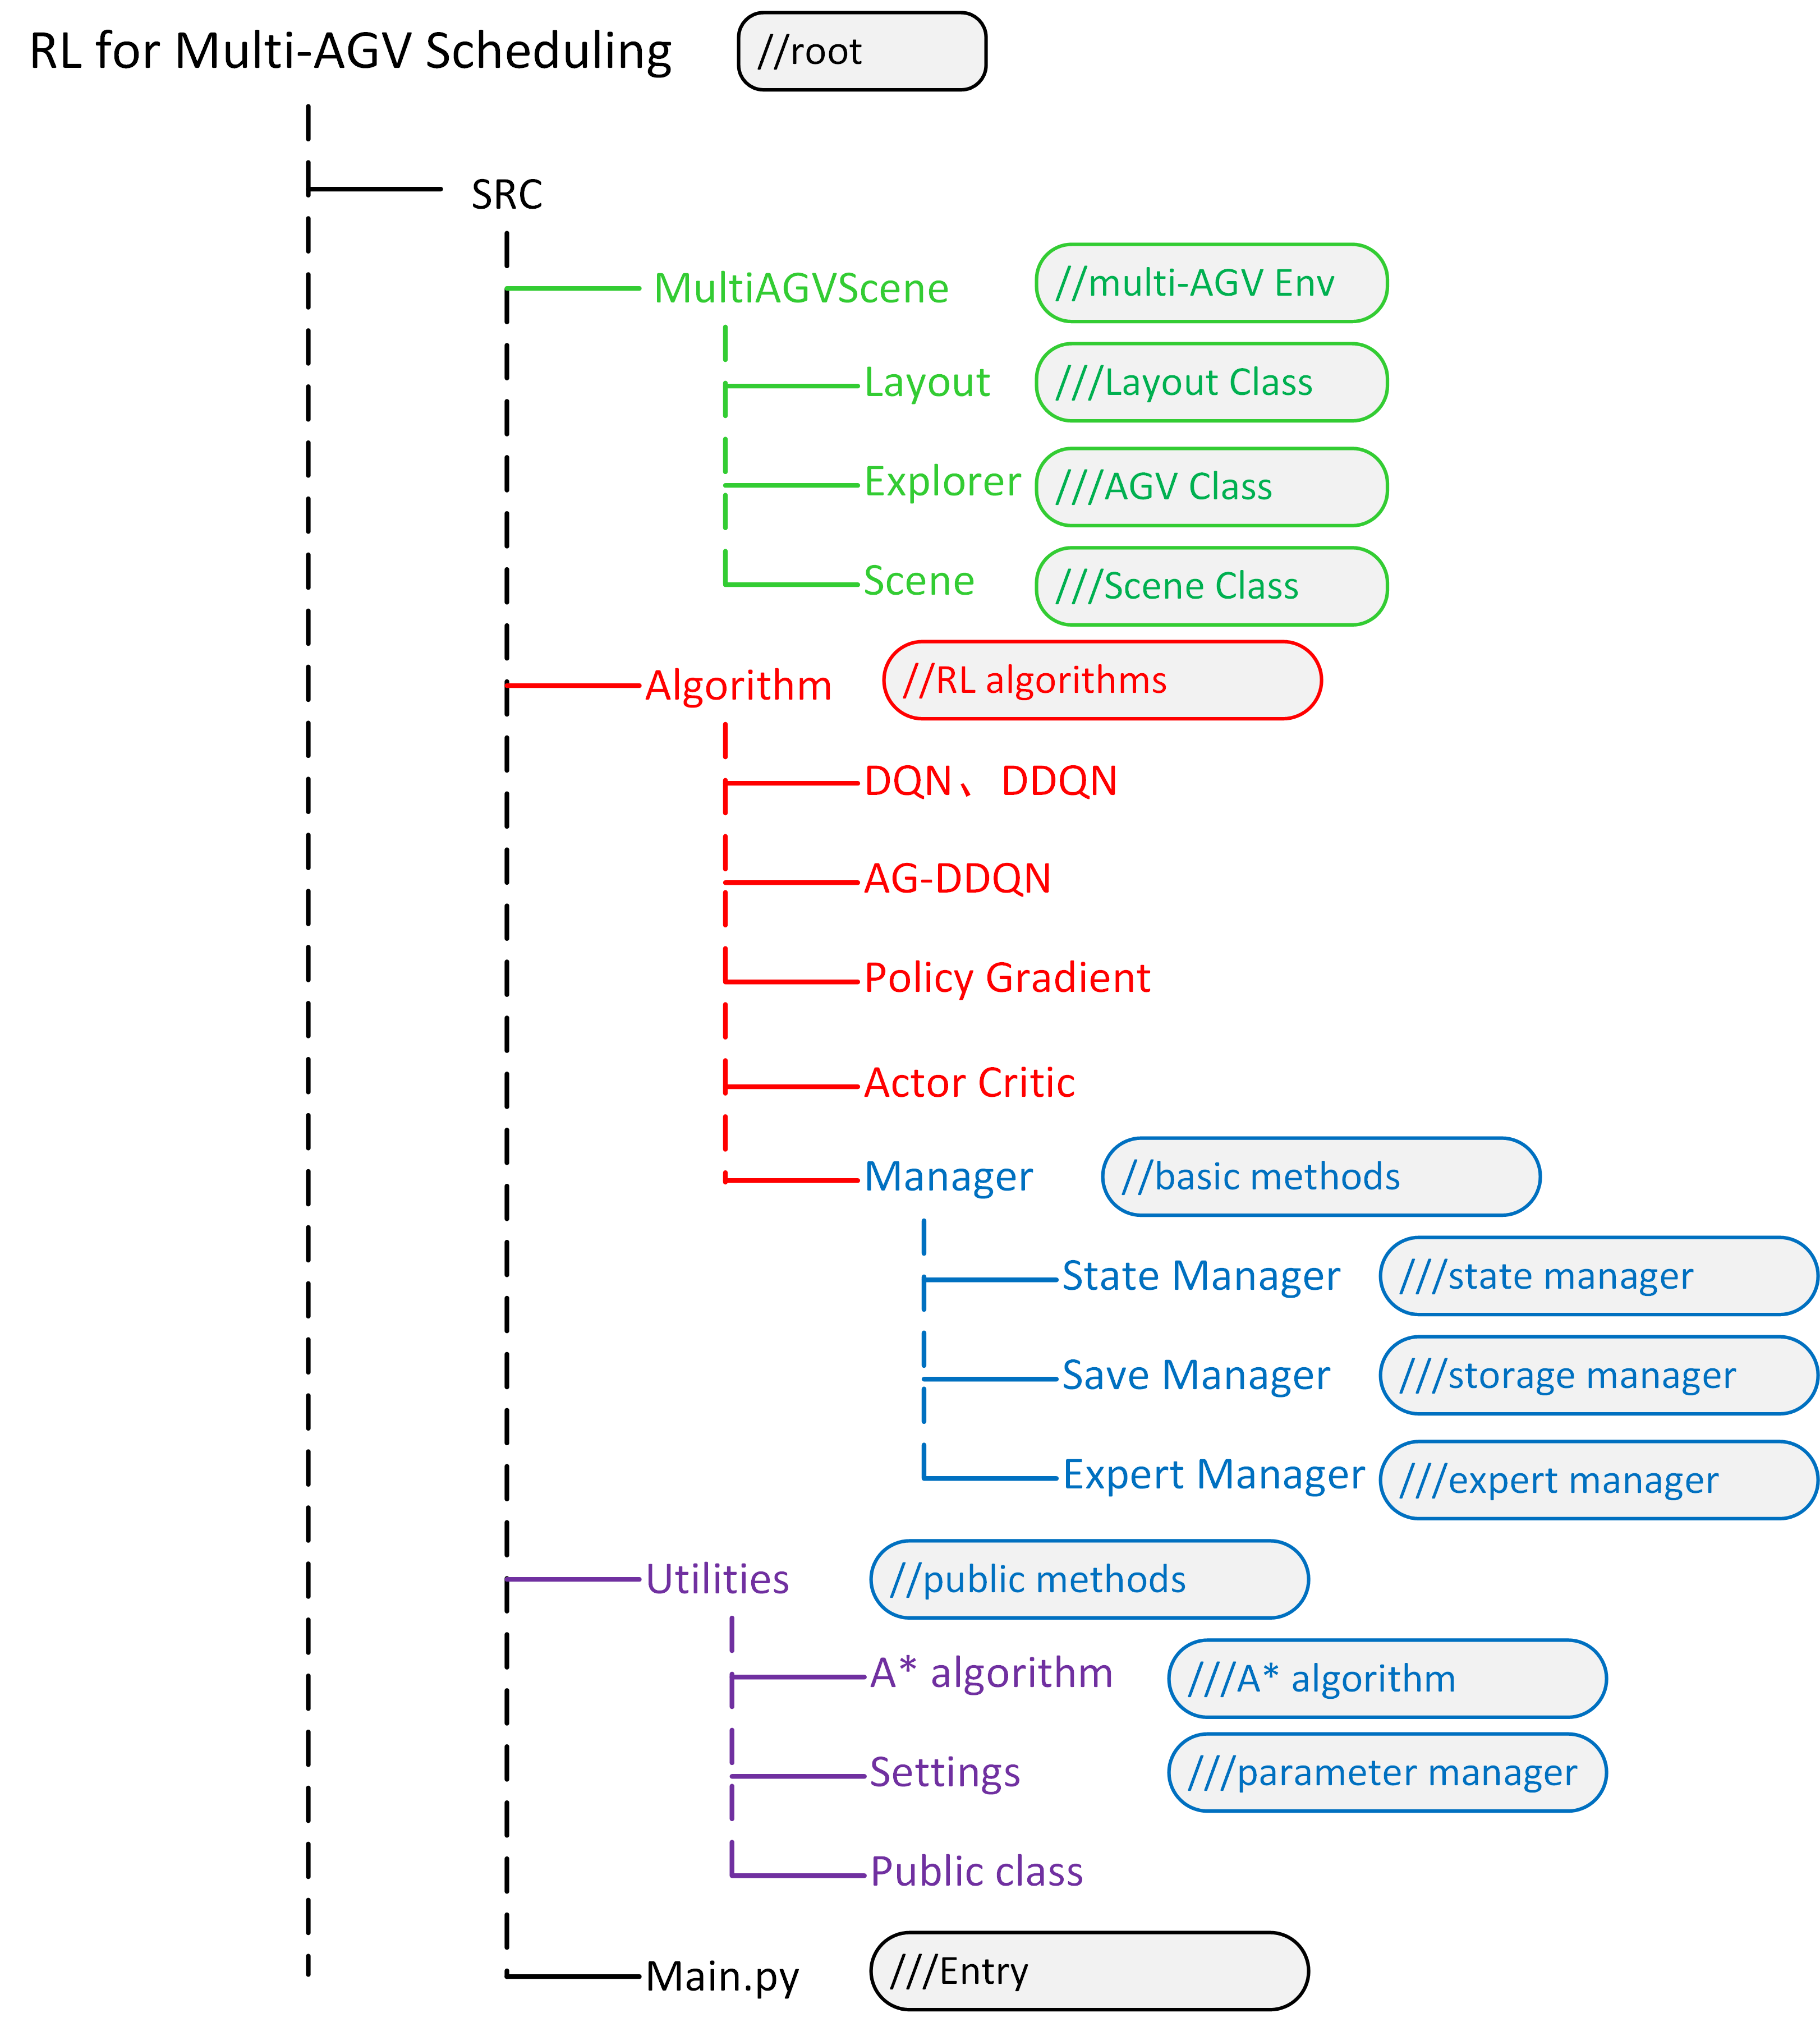 RL for Multi-AGV Scheduling //root
SRC
MultiAGVScene //multi-AGV Env
Layout ///Layout Class
Explorer ///AGV Class
Scene ///Scene Class
Algorithm //RL algorithms
DQN、DDQN
AG-DDQN
Policy Gradient
Actor Critic
Manager //basic methods
State Manager ///state manager
Save Manager ///storage manager
Expert Manager ///expert manager
Utilities //public methods
A* algorithm ///A* algorithm
Settings ///parameter manager
Public class
Main.py ///Entry